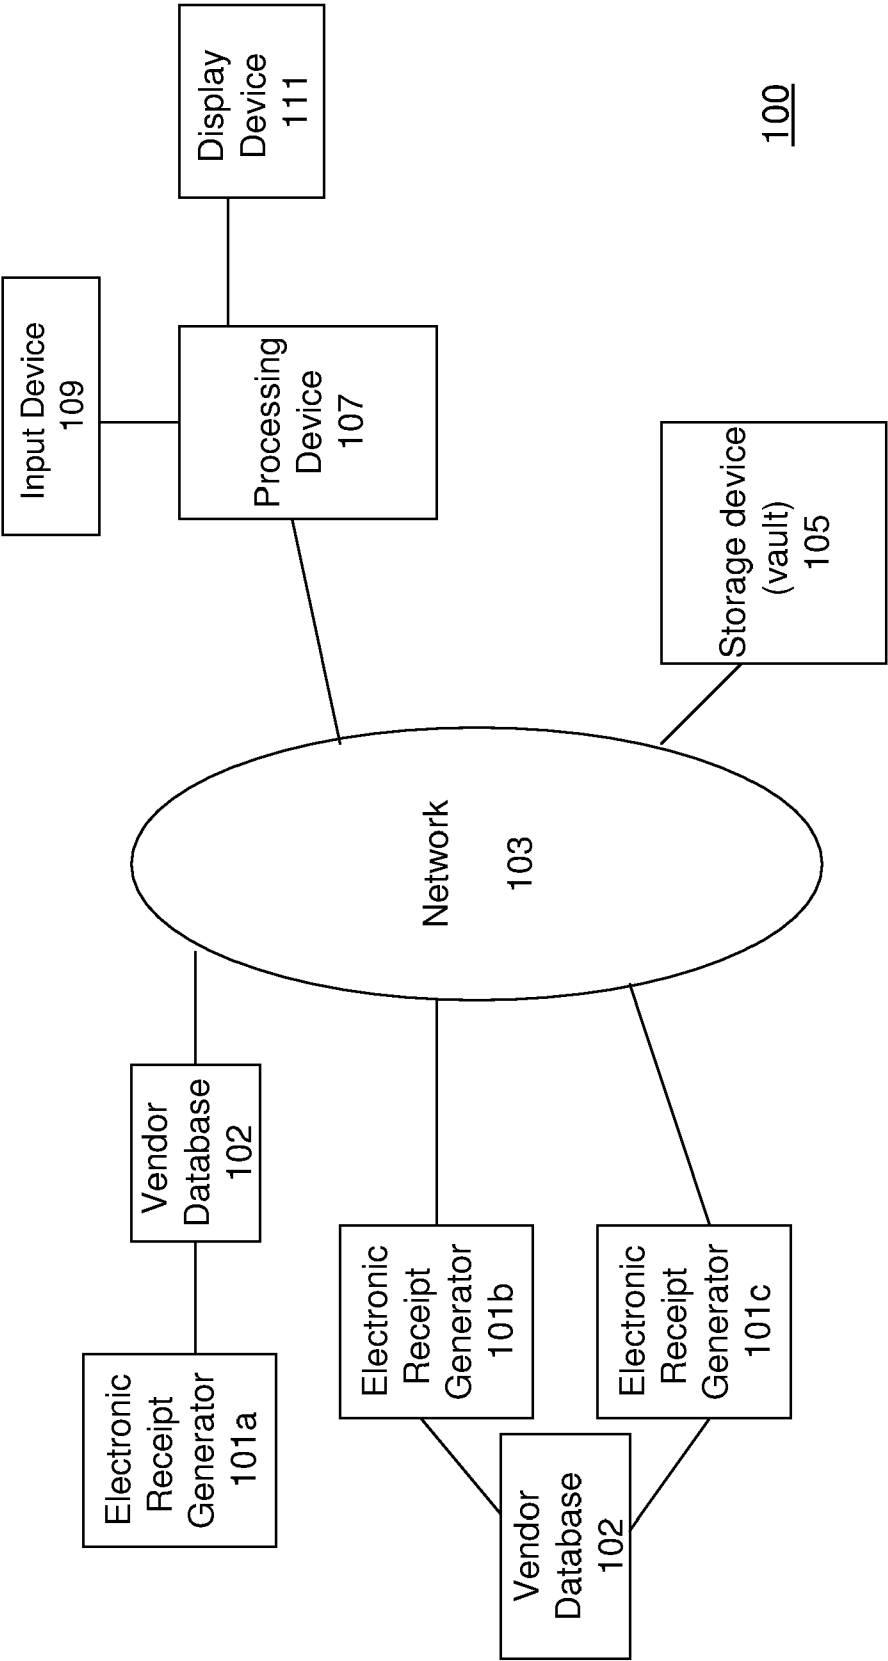 Electronic
Receipt
Generator
101a
Vendor
Database
102
Input Device
109
Processing
Device
107
Display
Device
111
Network
103
Electronic
Receipt
Generator
101b
Vendor
Database
102
Electronic
Receipt
Generator
101c
Storage device
(vault)
105
100